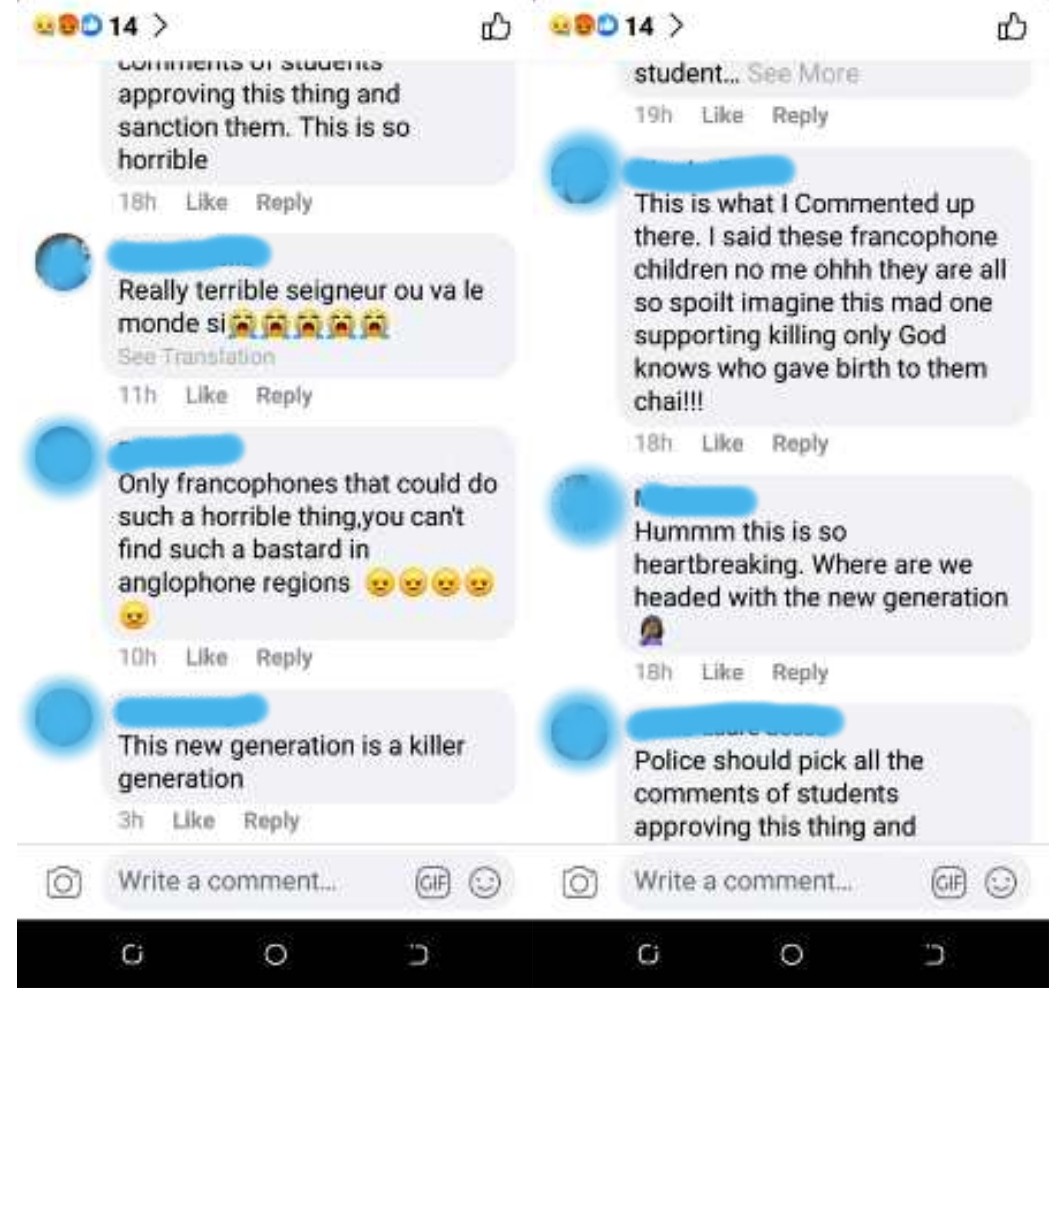 14 >
comments of students
approving this thing and
sanction them. This is so
horrible
18h Like Reply
Really terrible seigneur ou va le
monde si😭😭😭😭😭
See Translation
11h Like Reply
Only francophones that could do
such a horrible thing,you can't
find such a bastard in
anglophone regions
10h Like Reply
This new generation is a killer
generation
3h Like Reply
Write a comment...
GIF
14 >
student... See More
19h Like Reply
This is what I Commented up
there. I said these francophone
children no me ohhh they are all
so spoilt imagine this mad one
supporting killing only God
knows who gave birth to them
chai!!!
18h Like Reply
Hummm this is so
heartbreaking. Where are we
headed with the new generation
18h Like Reply
Police should pick all the
comments of students
approving this thing and
Write a comment...
GIF